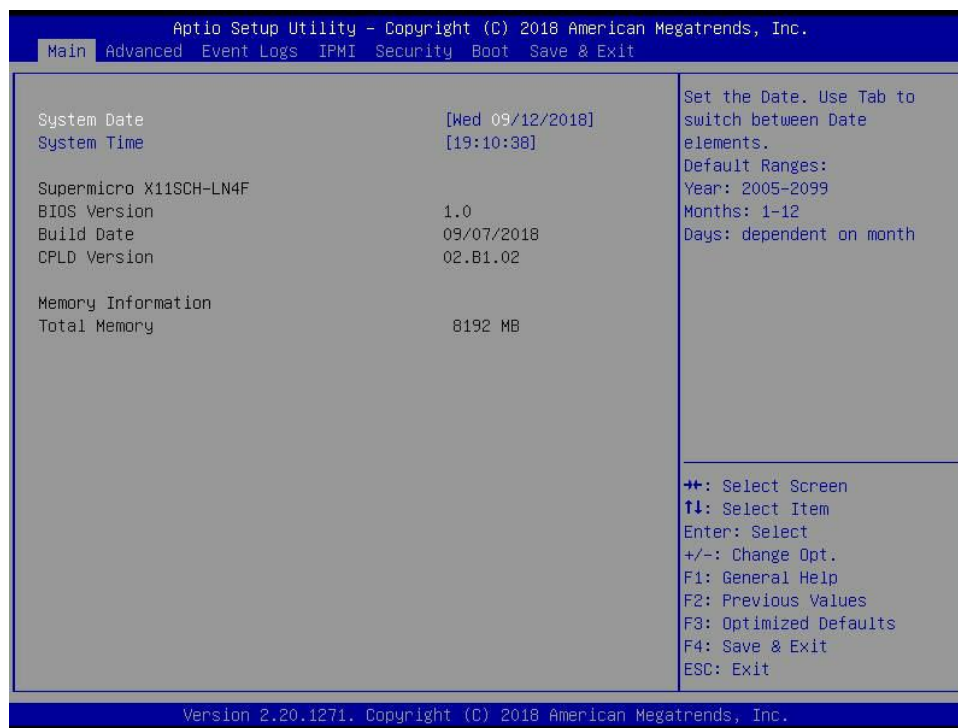 Aptio Setup Utility – Copyright (C) 2018 American Megatrends, Inc.
Main Advanced Event Logs IPMI Security Boot Save & Exit
System Date [Wed 09/12/2018]
System Time [19:10:38]
Supermicro X11SCH-LN4F
BIOS Version 1.0
Build Date 09/07/2018
CPLD Version 02.B1.02
Memory Information
Total Memory 8192 MB
Set the Date. Use Tab to
switch between Date
elements.
Default Ranges:
Year: 2005-2099
Months: 1-12
Days: dependent on month
→←: Select Screen
↑↓: Select Item
Enter: Select
+/-: Change Opt.
F1: General Help
F2: Previous Values
F3: Optimized Defaults
F4: Save & Exit
ESC: Exit
Version 2.20.1271. Copyright (C) 2018 American Megatrends, Inc.